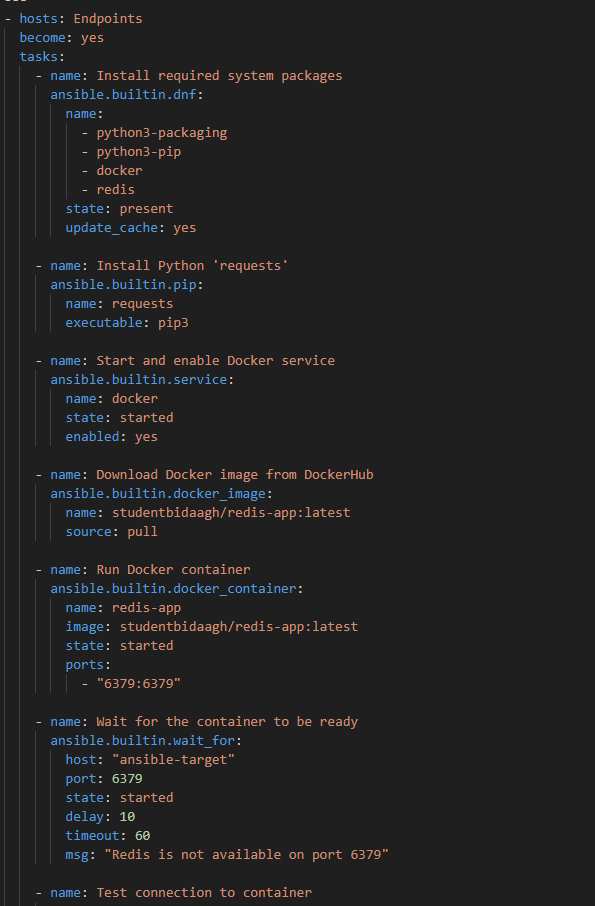 ---
- hosts: Endpoints
  become: yes
  tasks:
    - name: Install required system packages
      ansible.builtin.dnf:
        name:
          - python3-packaging
          - python3-pip
          - docker
          - redis
        state: present
        update_cache: yes

    - name: Install Python 'requests'
      ansible.builtin.pip:
        name: requests
        executable: pip3

    - name: Start and enable Docker service
      ansible.builtin.service:
        name: docker
        state: started
        enabled: yes

    - name: Download Docker image from DockerHub
      ansible.builtin.docker_image:
        name: studentbidaagh/redis-app:latest
        source: pull

    - name: Run Docker container
      ansible.builtin.docker_container:
        name: redis-app
        image: studentbidaagh/redis-app:latest
        state: started
        ports:
          - "6379:6379"

    - name: Wait for the container to be ready
      ansible.builtin.wait_for:
        host: "ansible-target"
        port: 6379
        state: started
        delay: 10
        timeout: 60
        msg: "Redis is not available on port 6379"

    - name: Test connection to container